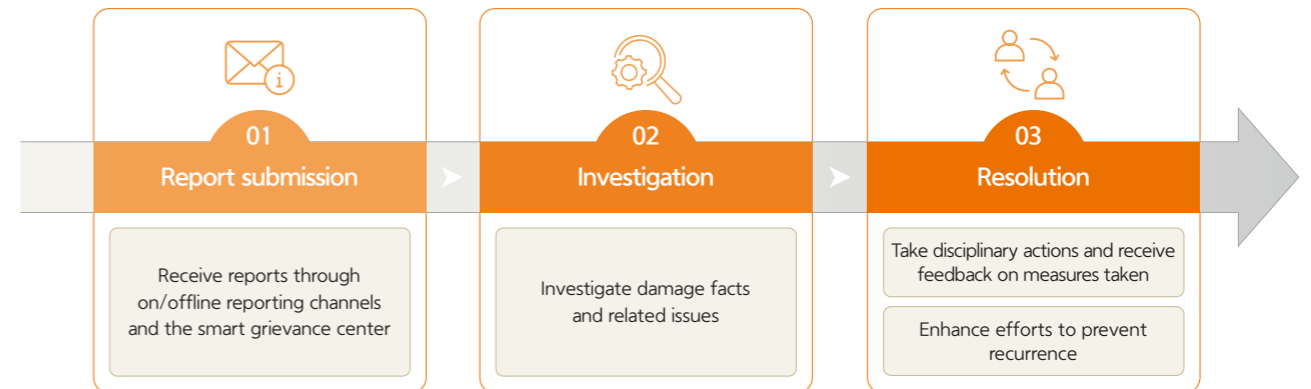 01
Report submission
Receive reports through
on/offline reporting channels
and the smart grievance center
02
Investigation
Investigate damage facts
and related issues
03
Resolution
Take disciplinary actions and receive
feedback on measures taken
Enhance efforts to prevent
recurrence